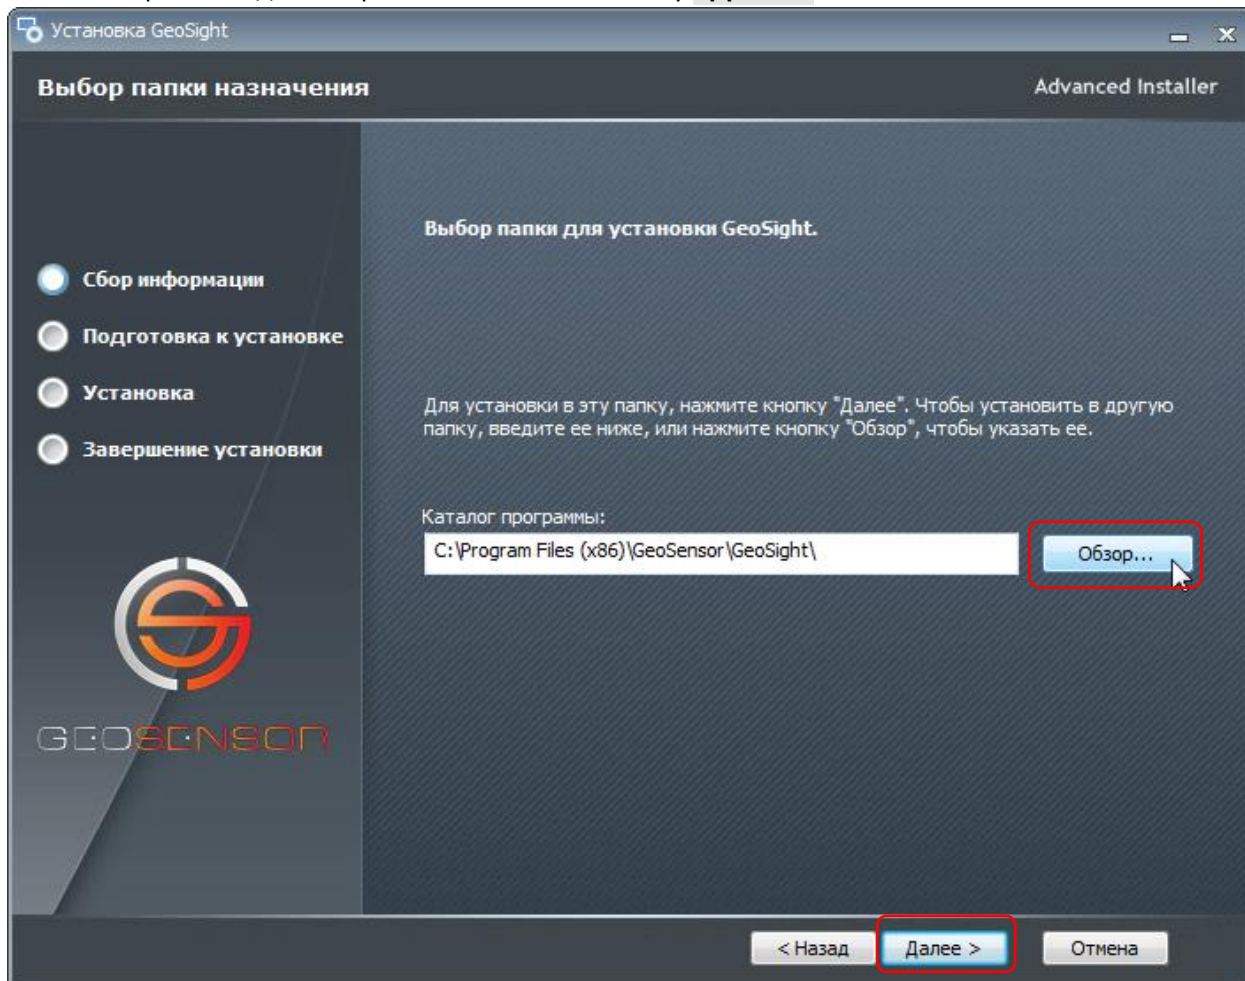 Установка GeoSight
Выбор папки назначения
Advanced Installer
Выбор папки для установки GeoSight.
Сбор информации
Подготовка к установке
Установка
Завершение установки
Для установки в эту папку, нажмите кнопку "Далее". Чтобы установить в другую
папку, введите ее ниже, или нажмите кнопку "Обзор", чтобы указать ее.
Каталог программы:
C:\Program Files (x86)\GeoSensor\GeoSight\
Обзор...
GEOSENSOR
< Назад
Далее >
Отмена